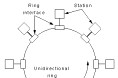 Ring
interface
Station
Unidirectional
ring